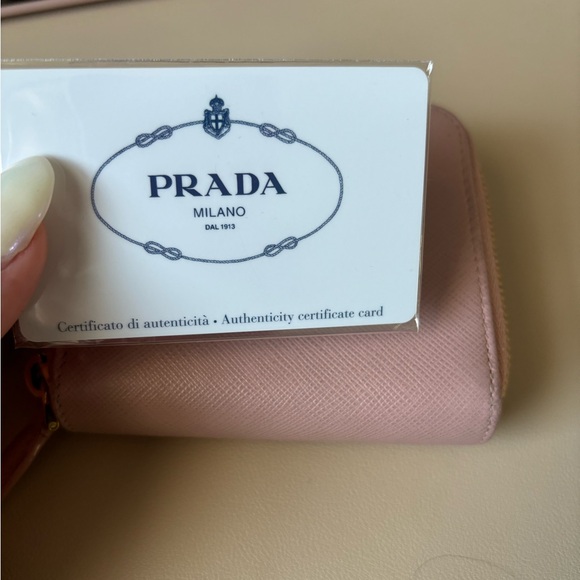 PRADA
MILANO
DAL 1913
Certificato di autenticità • Authenticity certificate card